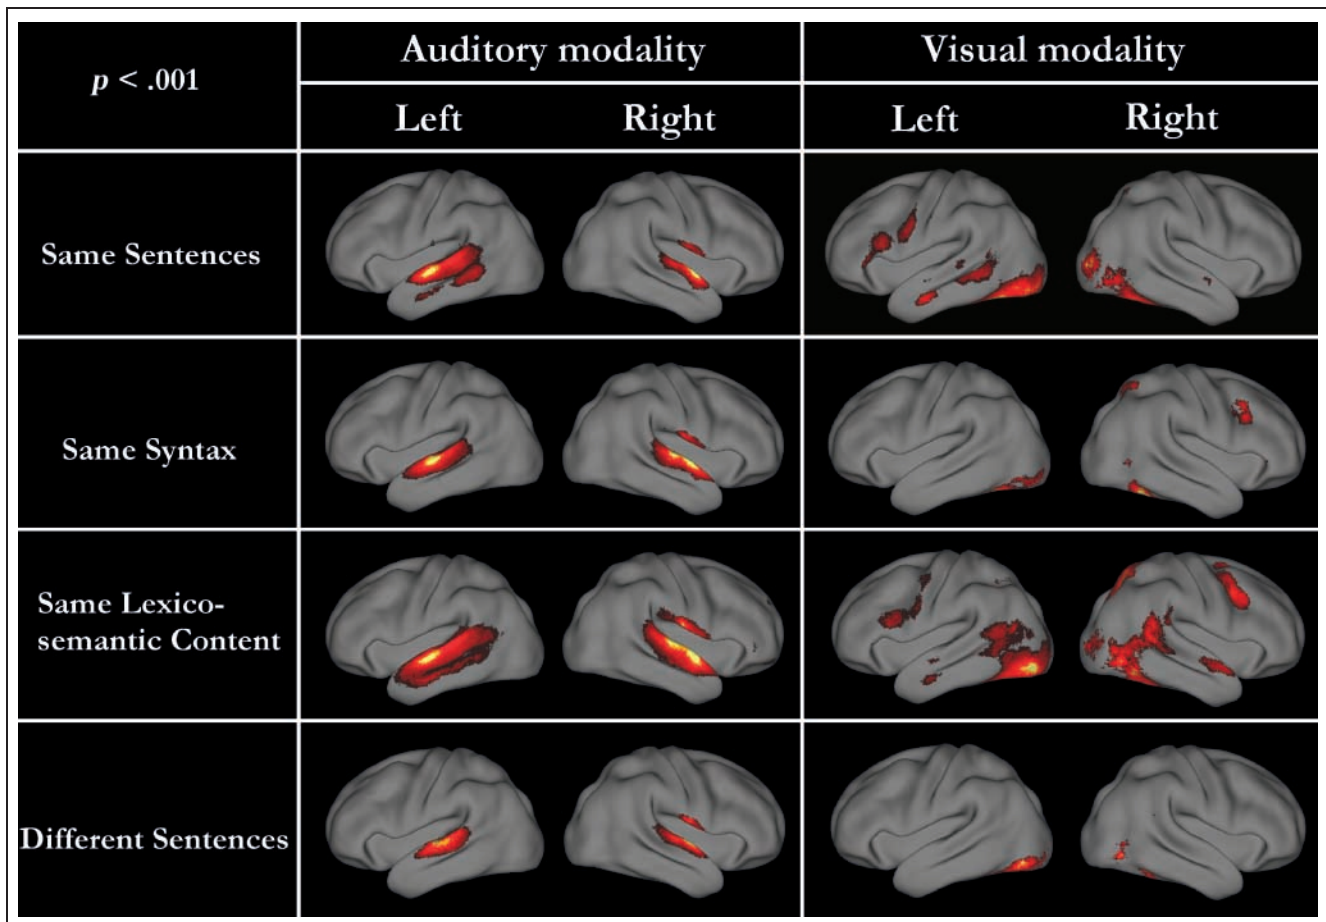 p < .001
Auditory modality
Visual modality
Left
Right
Left
Right
Same Sentences
Same Syntax
Same Lexico-
semantic Content
Different Sentences